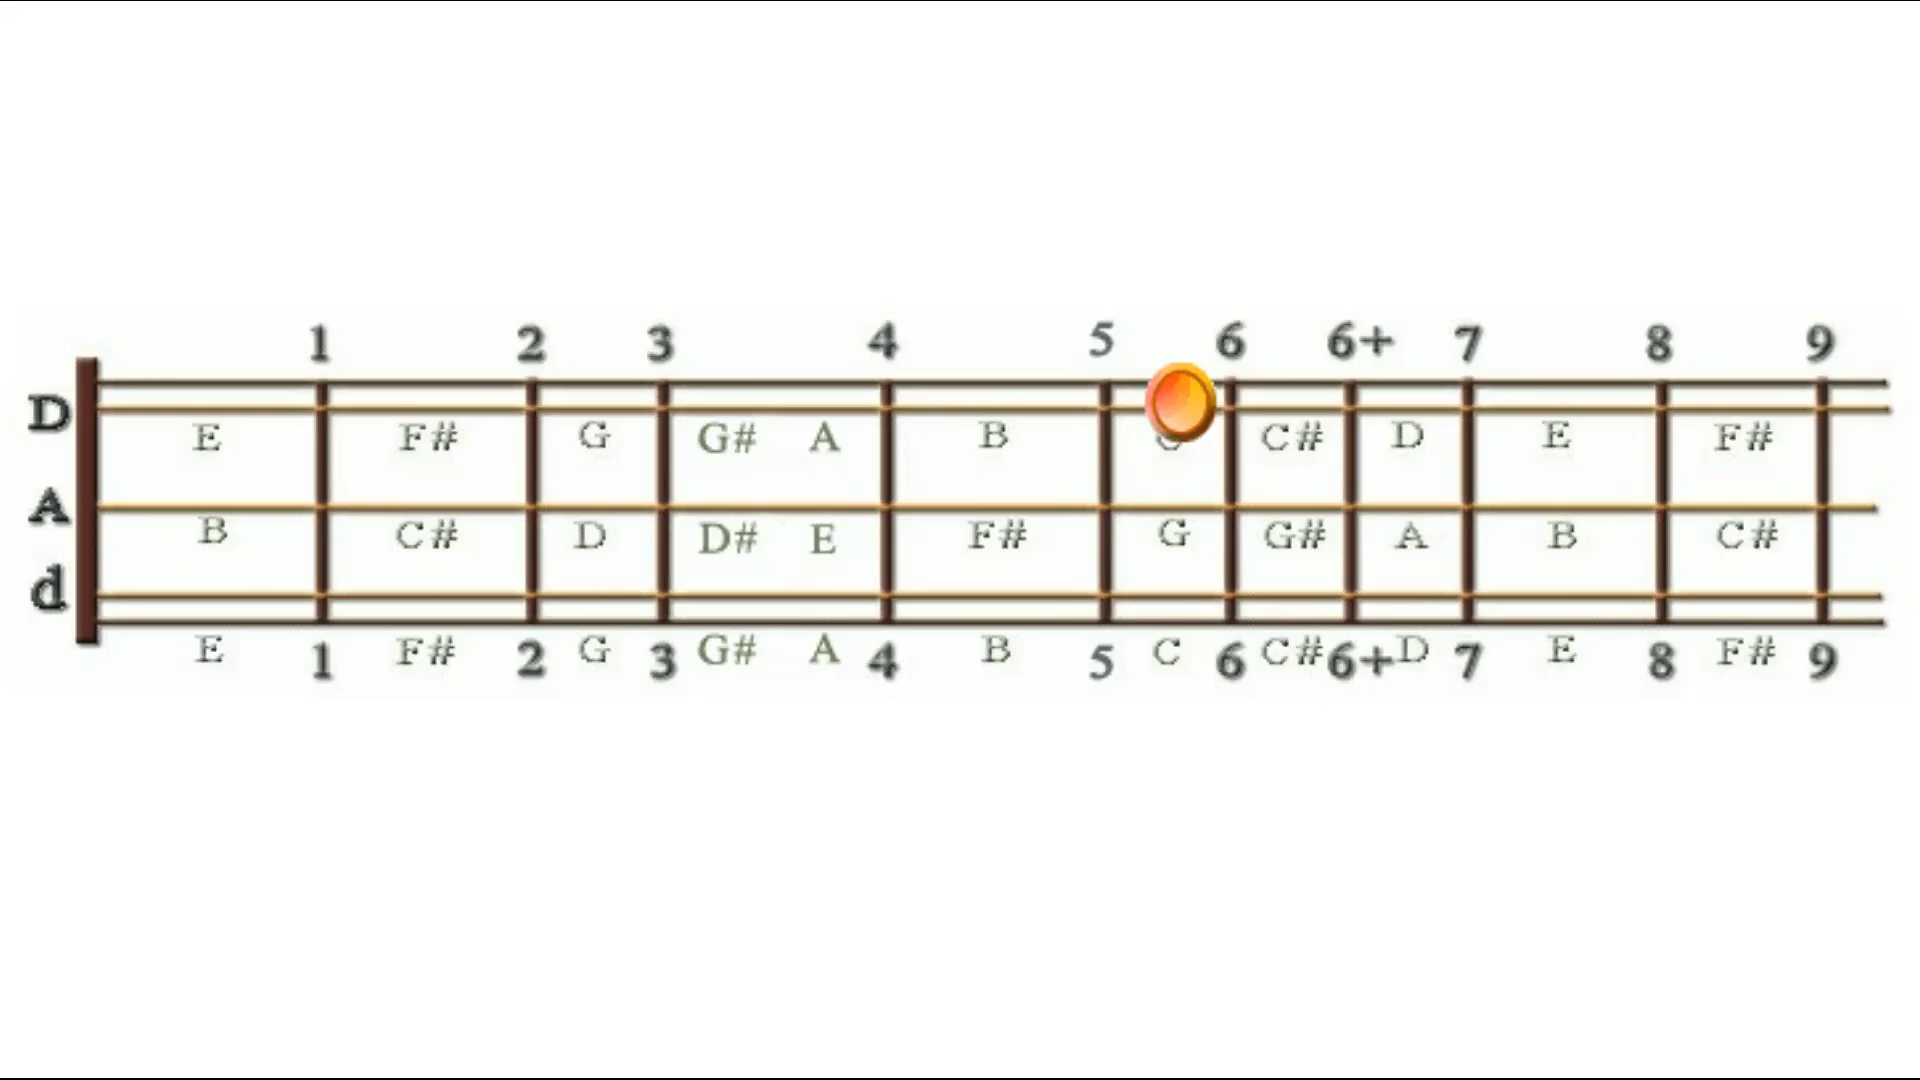 1 2 3 4 5 6 6+ 7 8 9
D
E F# G G# A B C# D E F#
A
B C# D D# E F# G G# A B C#
d
E 1 F# 2 G 3 G# A 4 B 5 C 6 C# 6+ D 7 E 8 F# 9